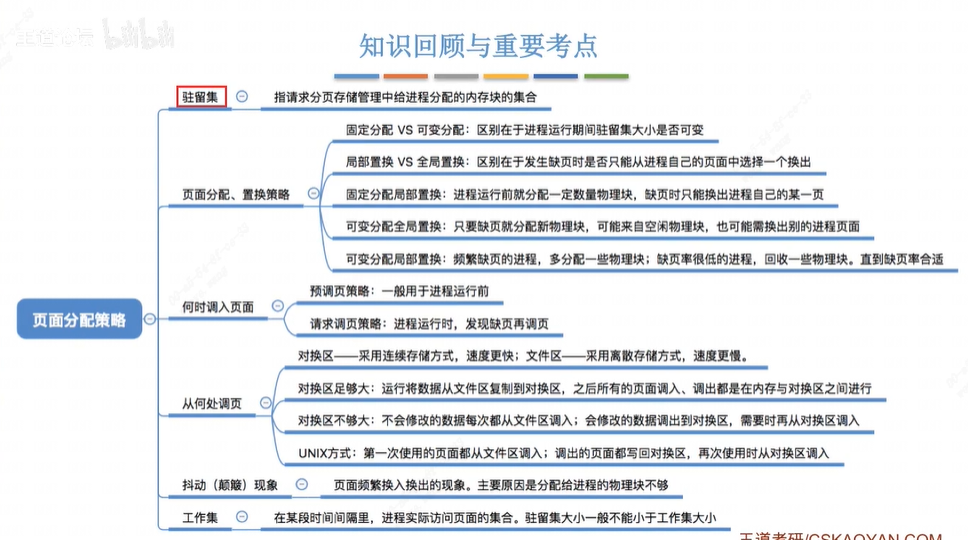 知识回顾与重要考点
驻留集
指请求分页存储管理中给进程分配的内存块的集合
固定分配 VS 可变分配：区别在于进程运行期间驻留集大小是否可变
局部置换 VS 全局置换：区别在于发生缺页时是否只能从进程自己的页面中选择一个换出
页面分配、置换策略
固定分配局部置换：进程运行前就分配一定数量物理块，缺页时只能换出进程自己的某一页
可变分配全局置换：只要缺页就分配新物理块，可能来自空闲物理块，也可能需换出别的进程页面
可变分配局部置换：频繁缺页的进程，多分配一些物理块；缺页率很低的进程，回收一些物理块。直到缺页率合适
页面分配策略
何时调入页面
预调页策略：一般用于进程运行前
请求调页策略：进程运行时，发现缺页再调页
从何处调页
对换区——采用连续存储方式，速度更快；文件区——采用离散存储方式，速度更慢。
对换区足够大：运行将数据从文件区复制到对换区，之后所有的页面调入、调出都是在内存与对换区之间进行
对换区不够大：不会修改的数据每次都从文件区调入；会修改的数据调出到对换区，需要时再从对换区调入
UNIX方式：第一次使用的页面都从文件区调入；调出的页面都写回对换区，再次使用时从对换区调入
抖动（颠簸）现象
页面频繁换入换出的现象。主要原因是分配给进程的物理块不够
工作集
在某段时间间隔里，进程实际访问页面的集合。驻留集大小一般不能小于工作集大小
王道考研/CSKAOYAN.COM